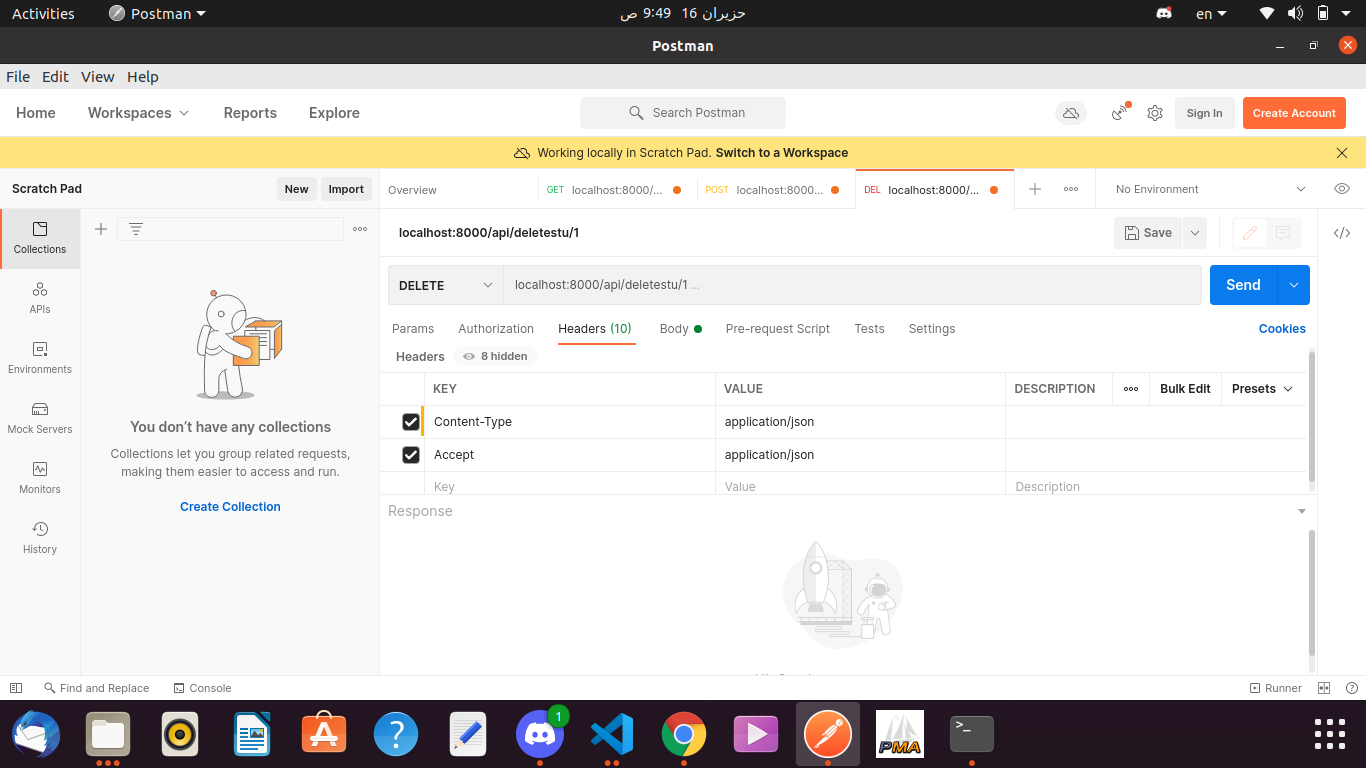 Activities Postman حزيران 16 9:49 ص en
Postman
File Edit View Help
Home Workspaces Reports Explore Search Postman Sign In Create Account
Working locally in Scratch Pad. Switch to a Workspace
Scratch Pad New Import Overview GET localhost:8000/... POST localhost:8000... DEL localhost:8000/... No Environment
Collections
APIs
Environments
Mock Servers
Monitors
History
You don't have any collections
Collections let you group related requests,
making them easier to access and run.
Create Collection
localhost:8000/api/deletestu/1 Save
DELETE localhost:8000/api/deletestu/1 ... Send
Params Authorization Headers (10) Body Pre-request Script Tests Settings Cookies
Headers 8 hidden
KEY VALUE DESCRIPTION Bulk Edit Presets
Content-Type application/json
Accept application/json
Key Value Description
Response
Find and Replace Console Runner
1
PMA